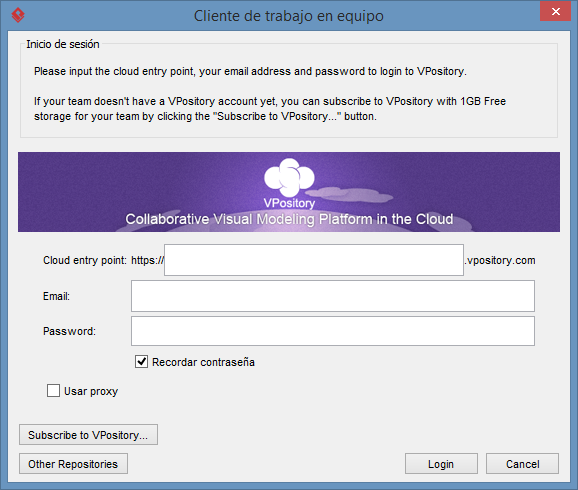 Cliente de trabajo en equipo
Inicio de sesión
Please input the cloud entry point, your email address and password to login to VPository.
If your team doesn't have a VPository account yet, you can subscribe to VPository with 1GB Free
storage for your team by clicking the "Subscribe to VPository..." button.
VPository
Collaborative Visual Modeling Platform in the Cloud
Cloud entry point: https:// .vpository.com
Email:
Password:
Recordar contraseña
Usar proxy
Subscribe to VPository...
Other Repositories Login Cancel